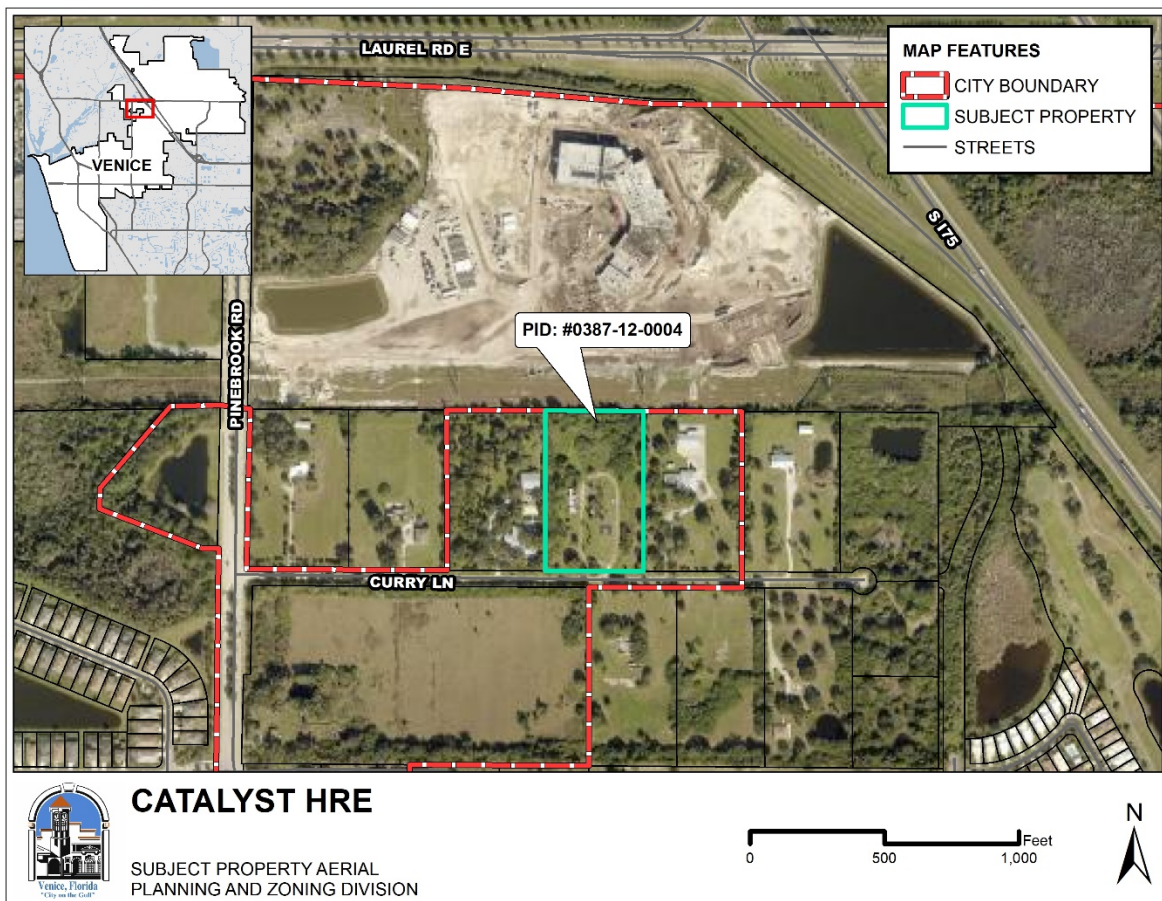 LAUREL RD E
VENICE
MAP FEATURES
CITY BOUNDARY
SUBJECT PROPERTY
STREETS
S I75
PINEBROOK RD
PID: #0387-12-0004
CURRY LN
Venice, Florida
"City on the Gulf"
CATALYST HRE
SUBJECT PROPERTY AERIAL
PLANNING AND ZONING DIVISION
Feet
0 500 1,000
N